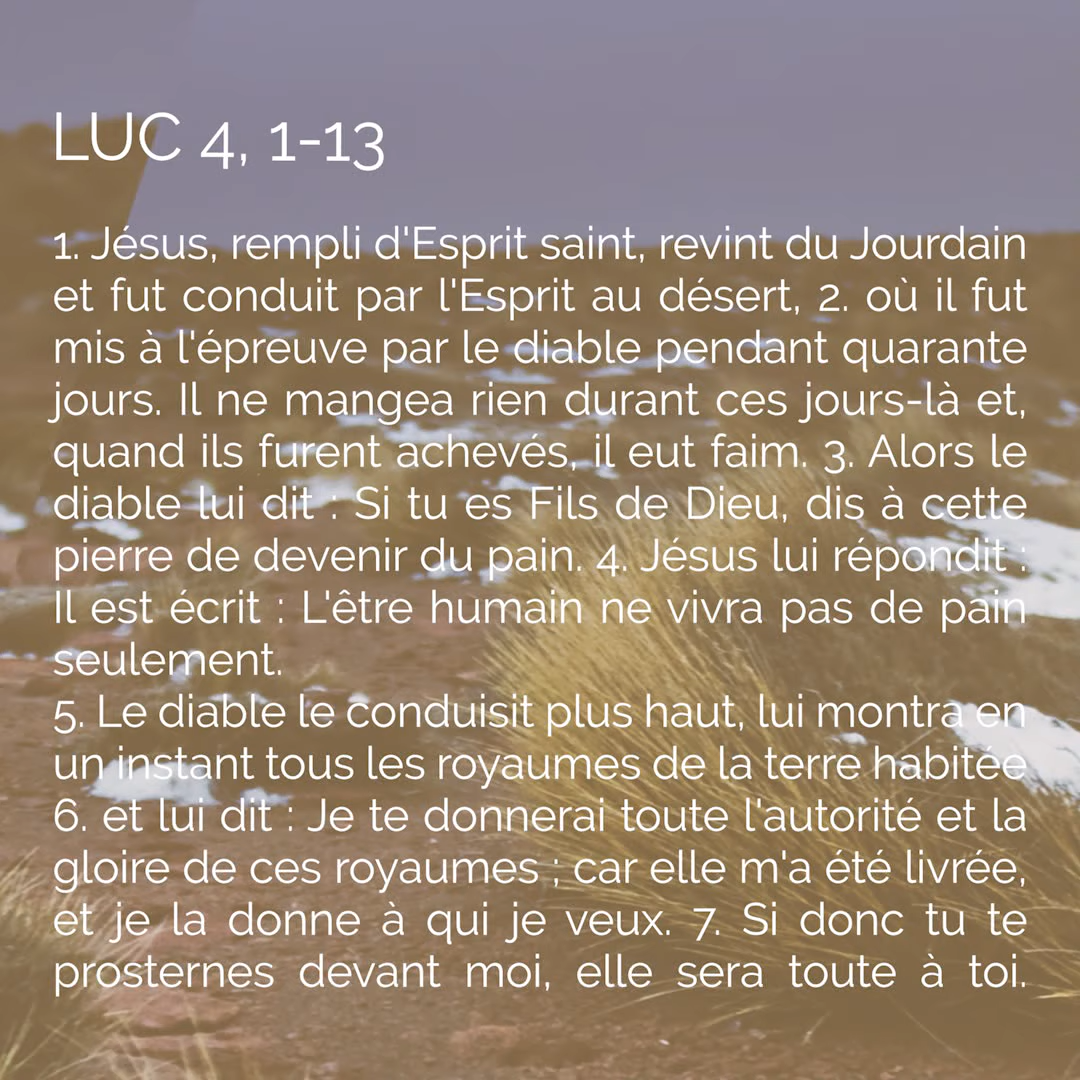 LUC 4, 1-13
1. Jésus, rempli d'Esprit saint, revint du Jourdain
et fut conduit par l'Esprit au désert, 2. où il fut
mis à l'épreuve par le diable pendant quarante
jours. Il ne mangea rien durant ces jours-là et,
quand ils furent achevés, il eut faim. 3. Alors le
diable lui dit : Si tu es Fils de Dieu, dis à cette
pierre de devenir du pain. 4. Jésus lui répondit :
Il est écrit : L'être humain ne vivra pas de pain
seulement.
5. Le diable le conduisit plus haut, lui montra en
un instant tous les royaumes de la terre habitée
6. et lui dit : Je te donnerai toute l'autorité et la
gloire de ces royaumes ; car elle m'a été livrée,
et je la donne à qui je veux. 7. Si donc tu te
prosternes devant moi, elle sera toute à toi.